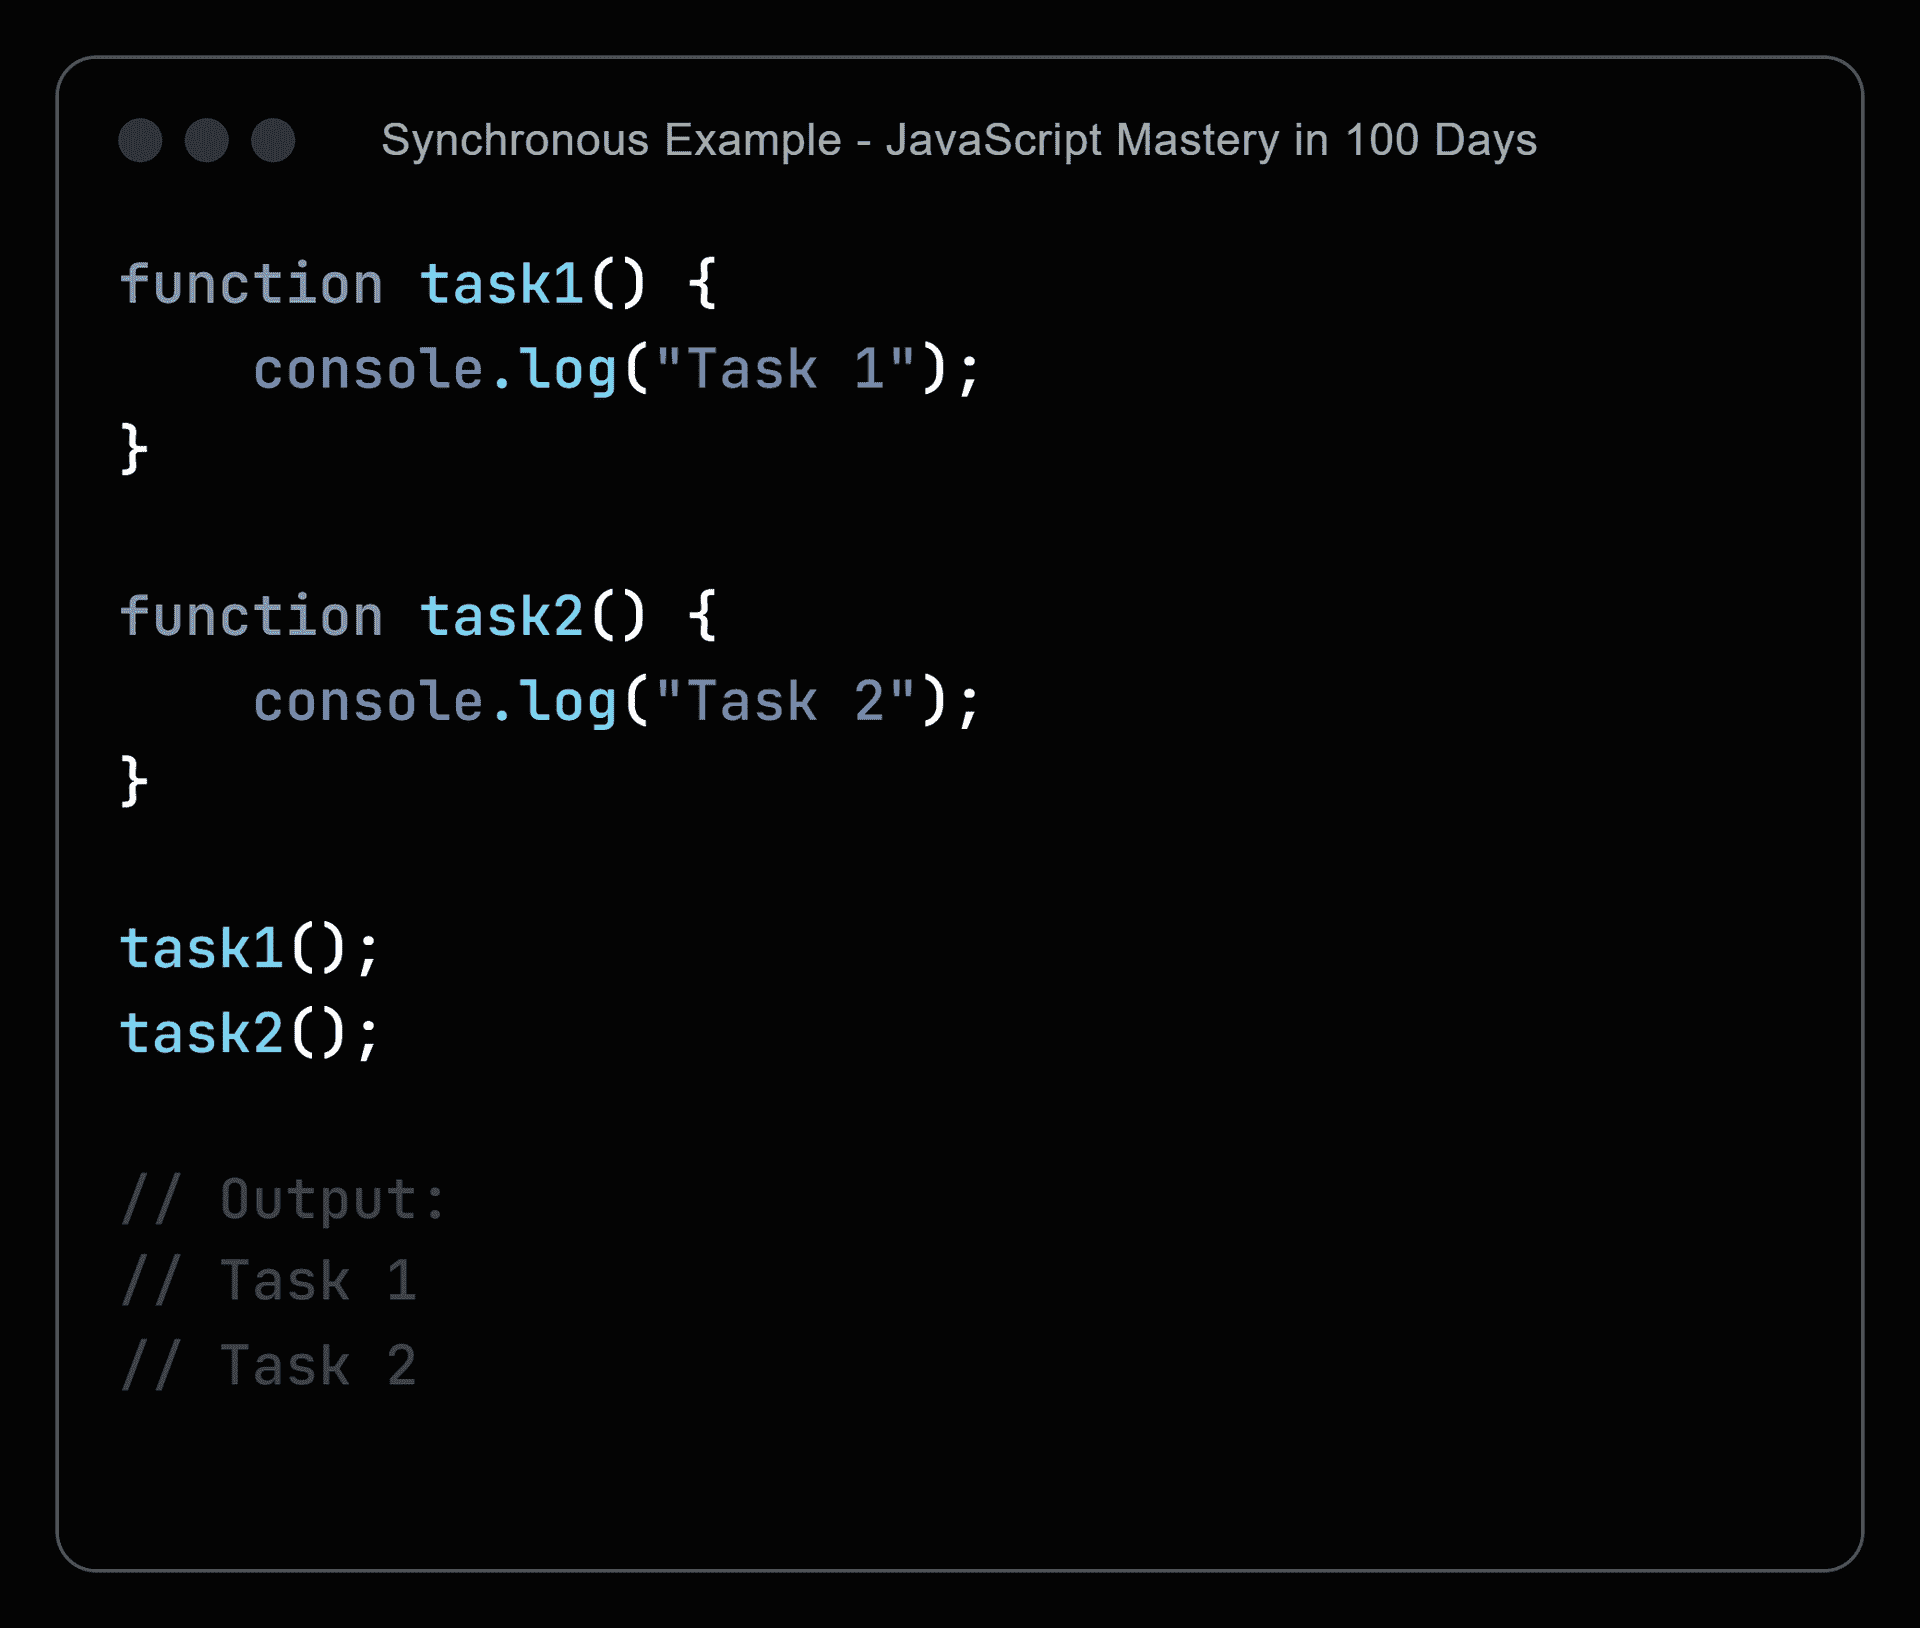 Synchronous Example - JavaScript Mastery in 100 Days
function task1() {
    console.log("Task 1");
}
function task2() {
    console.log("Task 2");
}
task1();
task2();
// Output:
// Task 1
// Task 2